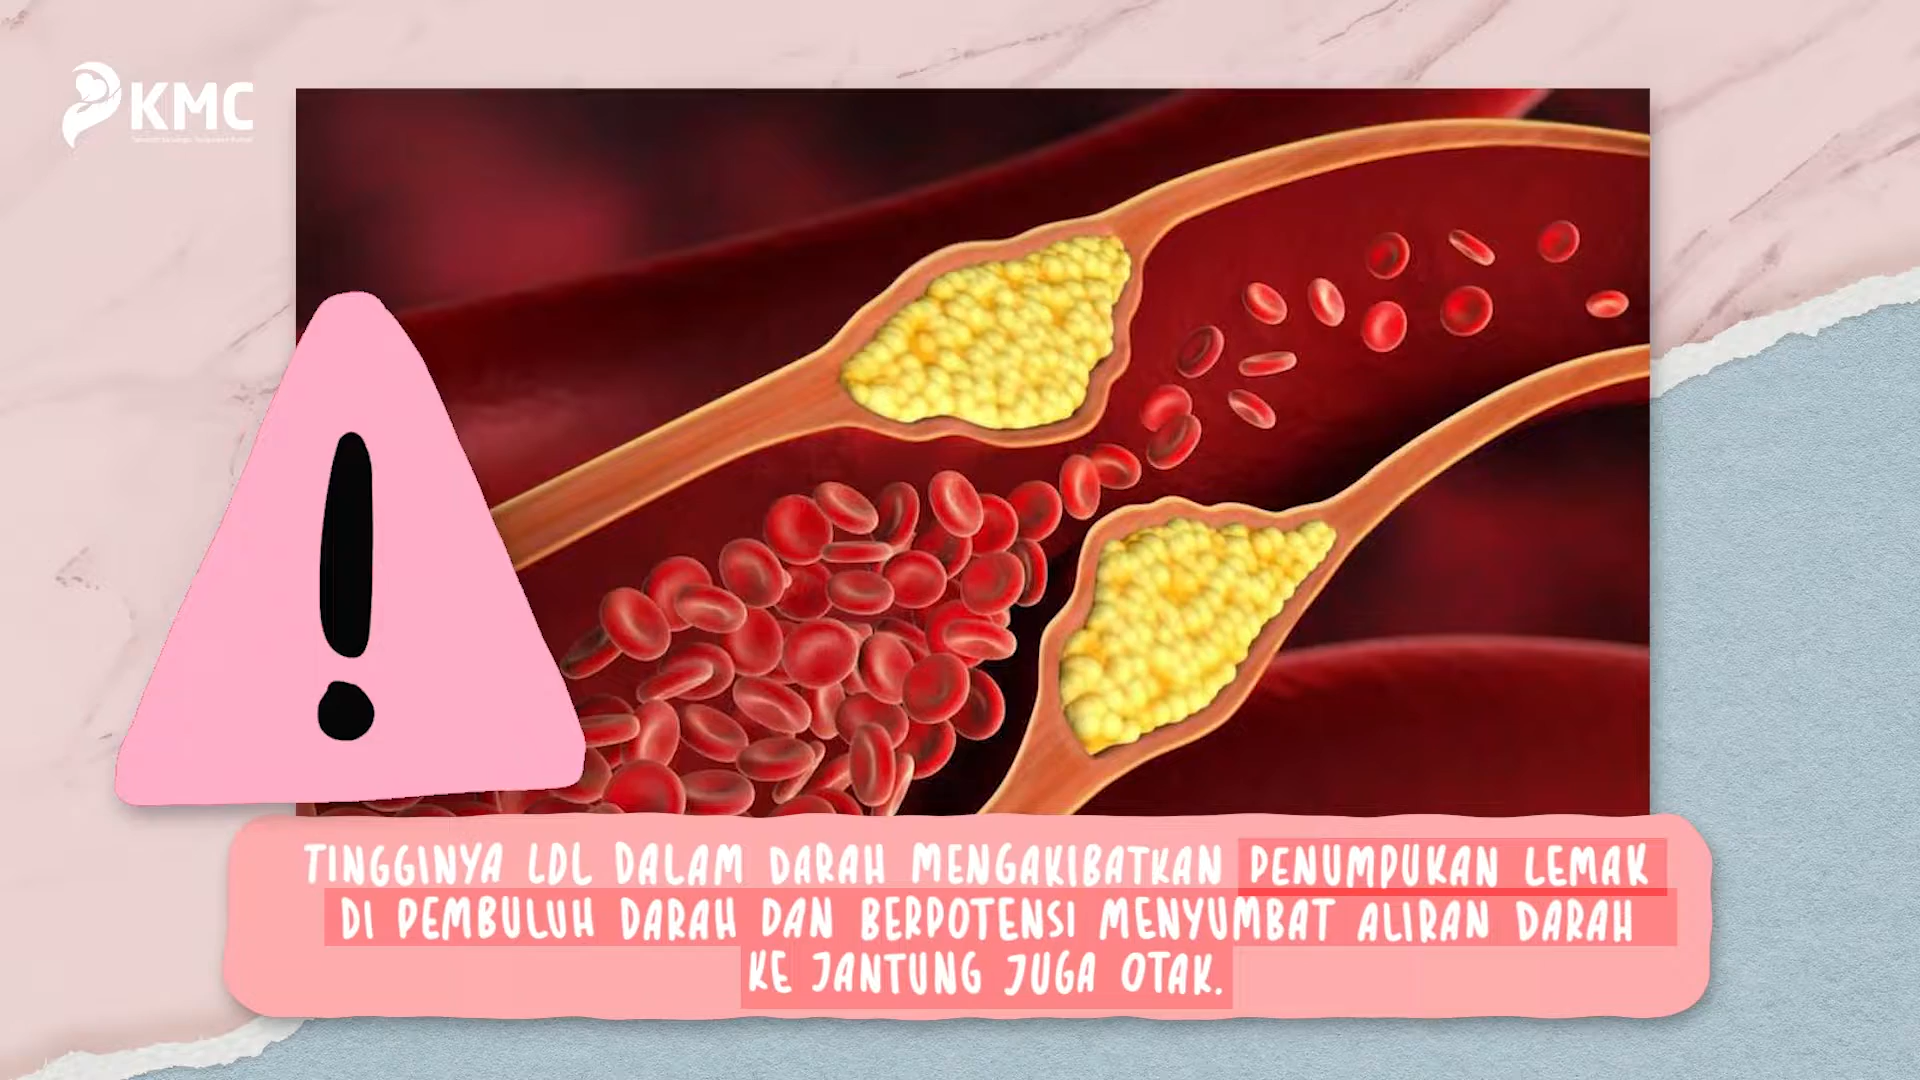 KMC
TINGGINYA LDL DALAM DARAH MENGAKIBATKAN PENUMPUKAN LEMAK
DI PEMBULUH DARAH DAN BERPOTENSI MENYUMBAT ALIRAN DARAH
KE JANTUNG JUGA OTAK.